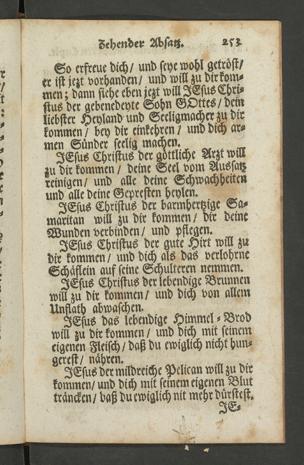 Zehender Absatz. 253
So erfreue dich/ und seye wohl getröst/
er ist jezt vorhanden/ und will zu dir kom-
men; dann siehe eben jezt will JEsus Chri-
stus der gebenedeyte Sohn GOttes/ dein
liebster Heyland und Seeligmacher zu dir
kommen/ bey dir einkehren/ und dich ar-
men Sünder seelig machen.
JEsus Christus der göttliche Arzt will
zu dir kommen/ deine Seel vom Aussatz
reinigen/ und alle deine Schwachheiten
und alle deine Gepresten heylen.
JEsus Christus der barmhertzige Sa-
maritan will zu dir kommen/ dir deine
Wunden verbinden/ und pflegen.
JEsus Christus der gute Hirt will zu
dir kommen/ und dich als das verlohrne
Schäflein auf seine Schulteren nemmen.
JEsus Christus der lebendige Brunnen
will zu dir kommen/ und dich von allem
Unflath abwaschen.
JEsus das lebendige Himmel-Brod
will zu dir kommen/ und dich mit seinem
eigenen Fleisch/ daß du ewiglich nicht hun-
gerest/ nähren.
JEsus der mildreiche Pelican will zu dir
kommen/ und dich mit seinem eigenen Blut
träncken/ daß du ewiglich nit mehr dürstest.
JE-